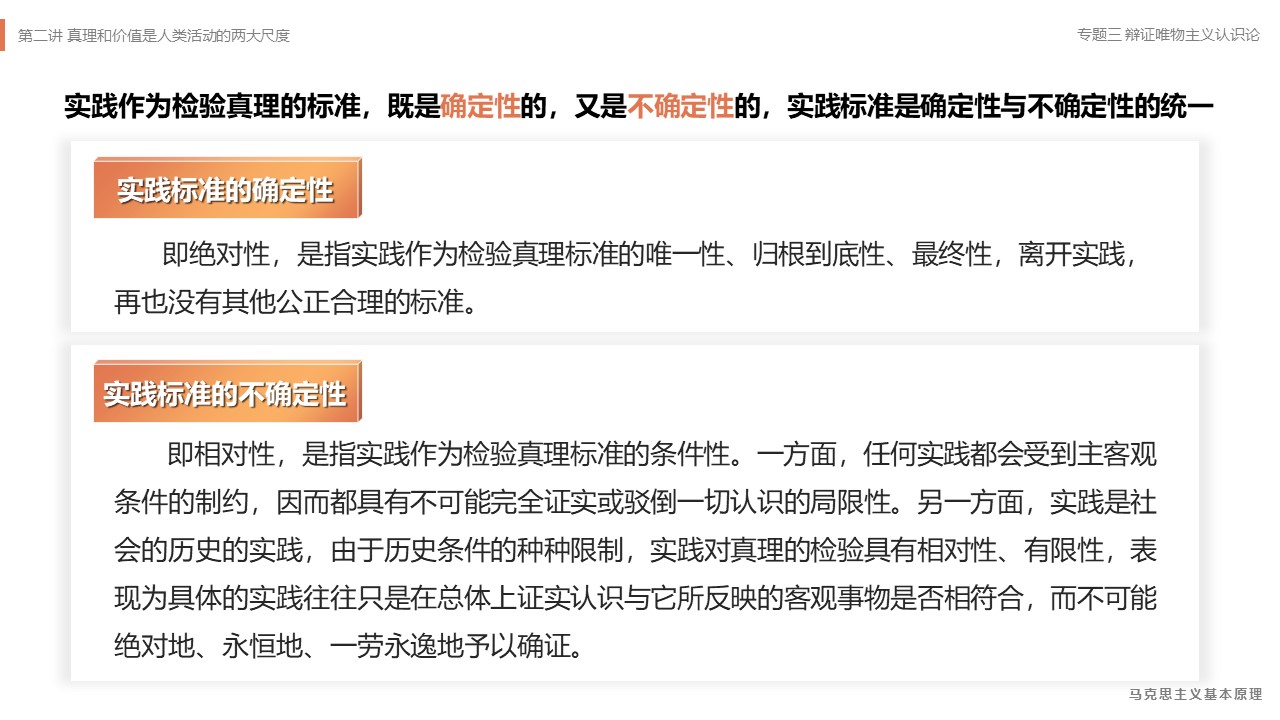 第二讲 真理和价值是人类活动的两大尺度
专题三 辩证唯物主义认识论
实践作为检验真理的标准，既是确定性的，又是不确定性的，实践标准是确定性与不确定性的统一
实践标准的确定性
即绝对性，是指实践作为检验真理标准的唯一性、归根到底性、最终性，离开实践，
再也没有其他公正合理的标准。
实践标准的不确定性
即相对性，是指实践作为检验真理标准的条件性。一方面，任何实践都会受到主客观
条件的制约，因而都具有不可能完全证实或驳倒一切认识的局限性。另一方面，实践是社
会的历史的实践，由于历史条件的种种限制，实践对真理的检验具有相对性、有限性，表
现为具体的实践往往只是在总体上证实认识与它所反映的客观事物是否相符合，而不可能
绝对地、永恒地、一劳永逸地予以确证。
马克思主义基本原理